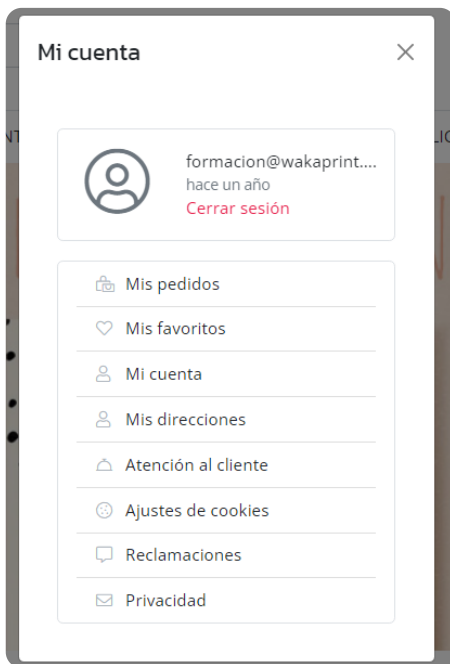 Mi cuenta
formacion@wakaprint....
hace un año
Cerrar sesión
Mis pedidos
Mis favoritos
Mi cuenta
Mis direcciones
Atención al cliente
Ajustes de cookies
Reclamaciones
Privacidad